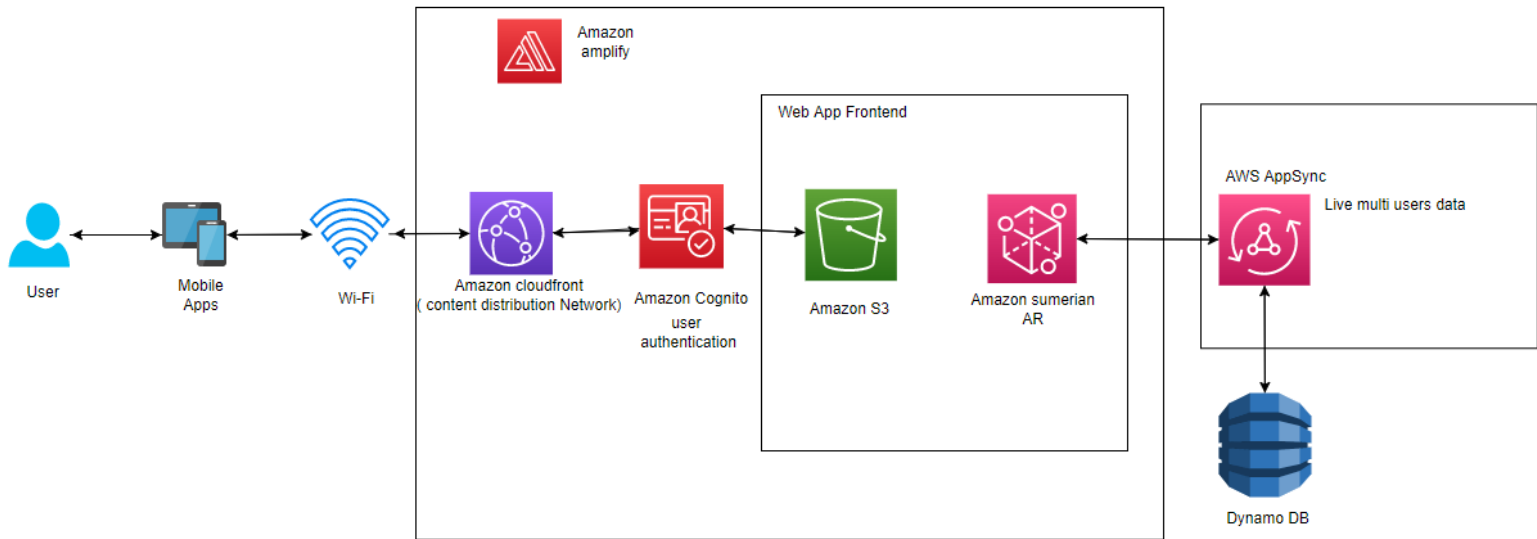 Amazon
amplify
Web App Frontend
AWS AppSync
Live multi users data
User
Mobile
Apps
Wi-Fi
Amazon cloudfront
( content distribution Network)
Amazon Cognito
user
authentication
Amazon S3
Amazon sumerian
AR
Dynamo DB